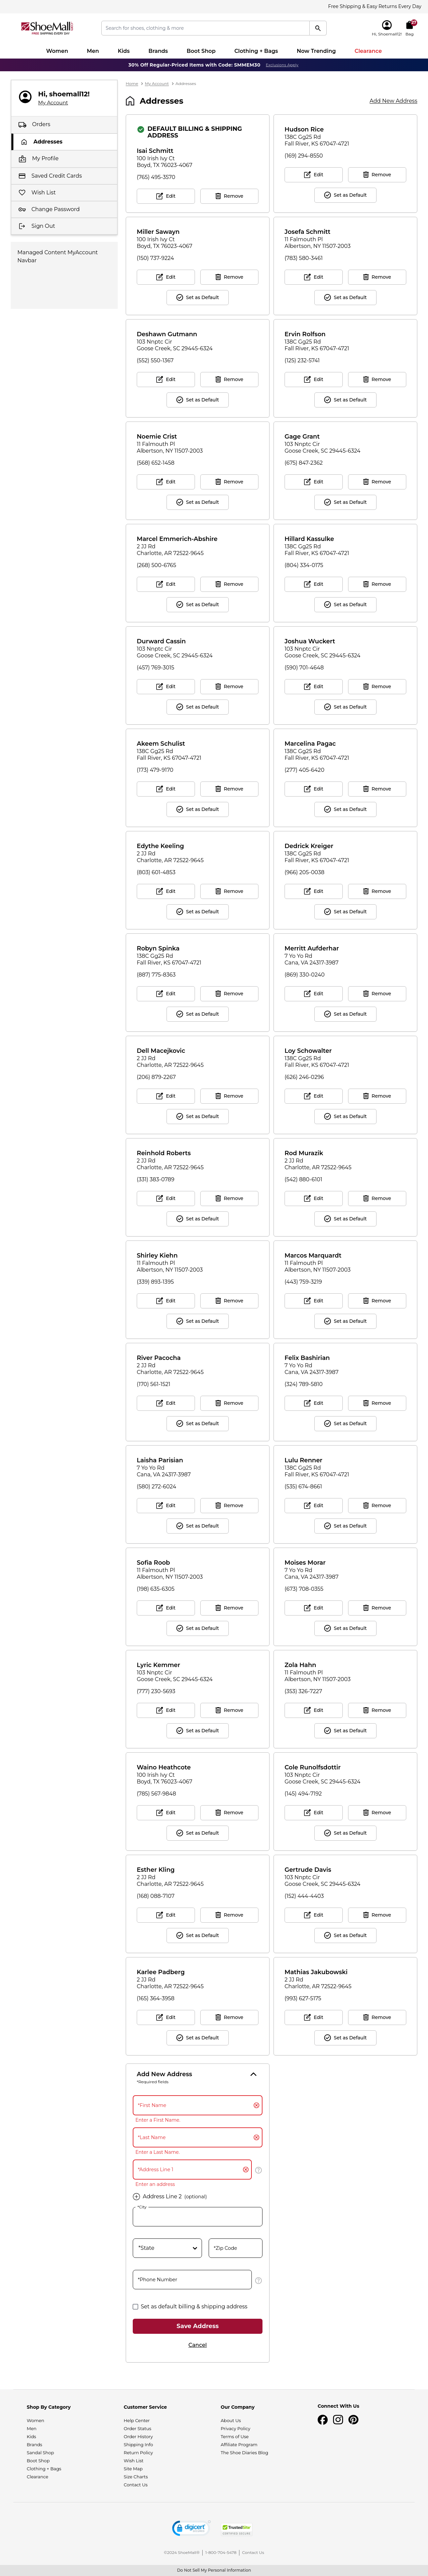 Free Shipping & Easy Returns Every Day
ShoeMall
FREE SHIPPING EVERY DAY
Search for shoes, clothing & more
Hi, shoemall12!
Bag
Women Men Kids Brands Boot Shop Clothing + Bags Now Trending Clearance
30% Off Regular-Priced Items with Code: SMMEM30 Exclusions Apply
Hi, shoemall12!
My Account
Orders
Addresses
My Profile
Saved Credit Cards
Wish List
Change Password
Sign Out
Managed Content MyAccount
Navbar
Home > My Account > Addresses
Addresses
Add New Address
DEFAULT BILLING & SHIPPING
ADDRESS
Isai Schmitt
100 Irish Ivy Ct
Boyd, TX 76023-4067
(765) 495-3570
Edit Remove
Hudson Rice
138C Gg25 Rd
Fall River, KS 67047-4721
(169) 294-8550
Edit Remove
Set as Default
Miller Sawayn
100 Irish Ivy Ct
Boyd, TX 76023-4067
(150) 737-9224
Edit Remove
Set as Default
Josefa Schmitt
11 Falmouth Pl
Albertson, NY 11507-2003
(783) 580-3461
Edit Remove
Set as Default
Deshawn Gutmann
103 Nnptc Cir
Goose Creek, SC 29445-6324
(552) 550-1367
Edit Remove
Set as Default
Ervin Rolfson
138C Gg25 Rd
Fall River, KS 67047-4721
(125) 232-5741
Edit Remove
Set as Default
Noemie Crist
11 Falmouth Pl
Albertson, NY 11507-2003
(568) 652-1458
Edit Remove
Set as Default
Gage Grant
103 Nnptc Cir
Goose Creek, SC 29445-6324
(675) 847-2362
Edit Remove
Set as Default
Marcel Emmerich-Abshire
2 JJ Rd
Charlotte, AR 72522-9645
(268) 500-6765
Edit Remove
Set as Default
Hillard Kassulke
138C Gg25 Rd
Fall River, KS 67047-4721
(804) 334-0175
Edit Remove
Set as Default
Durward Cassin
103 Nnptc Cir
Goose Creek, SC 29445-6324
(457) 769-3015
Edit Remove
Set as Default
Joshua Wuckert
103 Nnptc Cir
Goose Creek, SC 29445-6324
(590) 701-4648
Edit Remove
Set as Default
Akeem Schulist
138C Gg25 Rd
Fall River, KS 67047-4721
(173) 479-9170
Edit Remove
Set as Default
Marcelina Pagac
138C Gg25 Rd
Fall River, KS 67047-4721
(277) 405-6420
Edit Remove
Set as Default
Edythe Keeling
2 JJ Rd
Charlotte, AR 72522-9645
(803) 601-4853
Edit Remove
Set as Default
Dedrick Kreiger
138C Gg25 Rd
Fall River, KS 67047-4721
(966) 205-0038
Edit Remove
Set as Default
Robyn Spinka
138C Gg25 Rd
Fall River, KS 67047-4721
(887) 775-8363
Edit Remove
Set as Default
Merritt Aufderhar
7 Yo Yo Rd
Cana, VA 24317-3987
(869) 330-0240
Edit Remove
Set as Default
Dell Macejkovic
2 JJ Rd
Charlotte, AR 72522-9645
(206) 879-2267
Edit Remove
Set as Default
Loy Schowalter
138C Gg25 Rd
Fall River, KS 67047-4721
(626) 246-0296
Edit Remove
Set as Default
Reinhold Roberts
2 JJ Rd
Charlotte, AR 72522-9645
(331) 383-0789
Edit Remove
Set as Default
Rod Murazik
2 JJ Rd
Charlotte, AR 72522-9645
(542) 880-6101
Edit Remove
Set as Default
Shirley Kiehn
11 Falmouth Pl
Albertson, NY 11507-2003
(339) 893-1395
Edit Remove
Set as Default
Marcos Marquardt
11 Falmouth Pl
Albertson, NY 11507-2003
(443) 759-3219
Edit Remove
Set as Default
River Pacocha
2 JJ Rd
Charlotte, AR 72522-9645
(170) 561-1521
Edit Remove
Set as Default
Felix Bashirian
7 Yo Yo Rd
Cana, VA 24317-3987
(324) 789-5810
Edit Remove
Set as Default
Laisha Parisian
7 Yo Yo Rd
Cana, VA 24317-3987
(580) 272-6024
Edit Remove
Set as Default
Lulu Renner
138C Gg25 Rd
Fall River, KS 67047-4721
(535) 674-8661
Edit Remove
Set as Default
Sofia Roob
11 Falmouth Pl
Albertson, NY 11507-2003
(198) 635-6305
Edit Remove
Set as Default
Moises Morar
7 Yo Yo Rd
Cana, VA 24317-3987
(673) 708-0355
Edit Remove
Set as Default
Lyric Kemmer
103 Nnptc Cir
Goose Creek, SC 29445-6324
(777) 230-5693
Edit Remove
Set as Default
Zola Hahn
11 Falmouth Pl
Albertson, NY 11507-2003
(353) 326-7227
Edit Remove
Set as Default
Waino Heathcote
100 Irish Ivy Ct
Boyd, TX 76023-4067
(785) 567-9848
Edit Remove
Set as Default
Cole Runolfsdottir
103 Nnptc Cir
Goose Creek, SC 29445-6324
(145) 494-7192
Edit Remove
Set as Default
Esther Kling
2 JJ Rd
Charlotte, AR 72522-9645
(168) 088-7107
Edit Remove
Set as Default
Gertrude Davis
103 Nnptc Cir
Goose Creek, SC 29445-6324
(152) 444-4403
Edit Remove
Set as Default
Karlee Padberg
2 JJ Rd
Charlotte, AR 72522-9645
(165) 364-3958
Edit Remove
Set as Default
Mathias Jakubowski
2 JJ Rd
Charlotte, AR 72522-9645
(993) 627-5175
Edit Remove
Set as Default
Add New Address
*Required fields
*First Name
Enter a First Name.
*Last Name
Enter a Last Name.
*Address Line 1
Enter an address
Address Line 2 (optional)
*City
*State *Zip Code
*Phone Number
Set as default billing & shipping address
Save Address
Cancel
Shop By Category
Women
Men
Kids
Brands
Sandal Shop
Boot Shop
Clothing + Bags
Clearance
Customer Service
Help Center
Order Status
Order History
Shipping Info
Return Policy
Wish List
Site Map
Size Charts
Contact Us
Our Company
About Us
Privacy Policy
Terms of Use
Affiliate Program
The Shoe Diaries Blog
Connect With Us
digicert
TrustedSite
CERTIFIED SECURE
©2024 ShoeMall® | 1-800-704-5478 | Contact Us
Do Not Sell My Personal Information